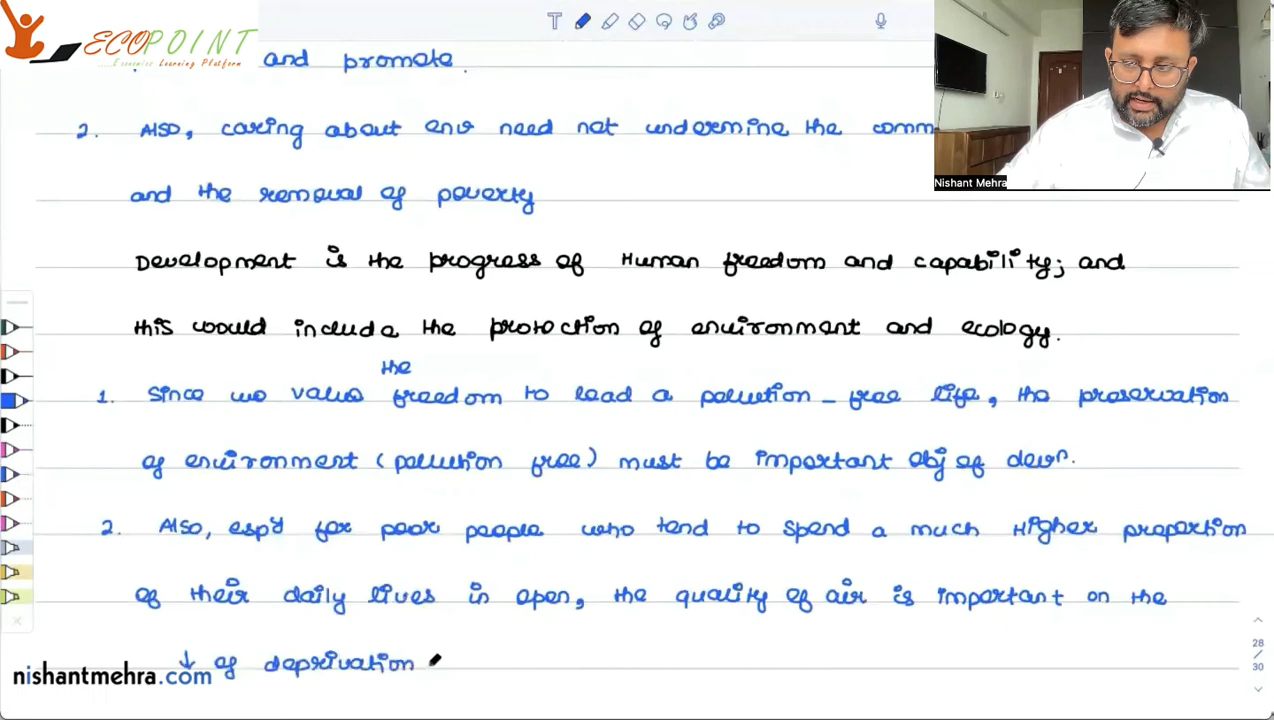 ECOPOINT
Economics Learning Platform
and promote.
2. Also, caring about env need not undermine the comm
and the removal of poverty
Nishant Mehra
Development is the progress of Human freedom and capability; and
this would include the protection of environment and ecology.
the
1. Since we value freedom to lead a pollution - free life, the preservation
of environment (pollution free) must be important obj of devn.
2. Also, esp'y for poor people who tend to spend a much Higher proportion
of their daily lives in open, the quality of air is important on the
↓ of deprivation
nishantmehra.com
28
/
30